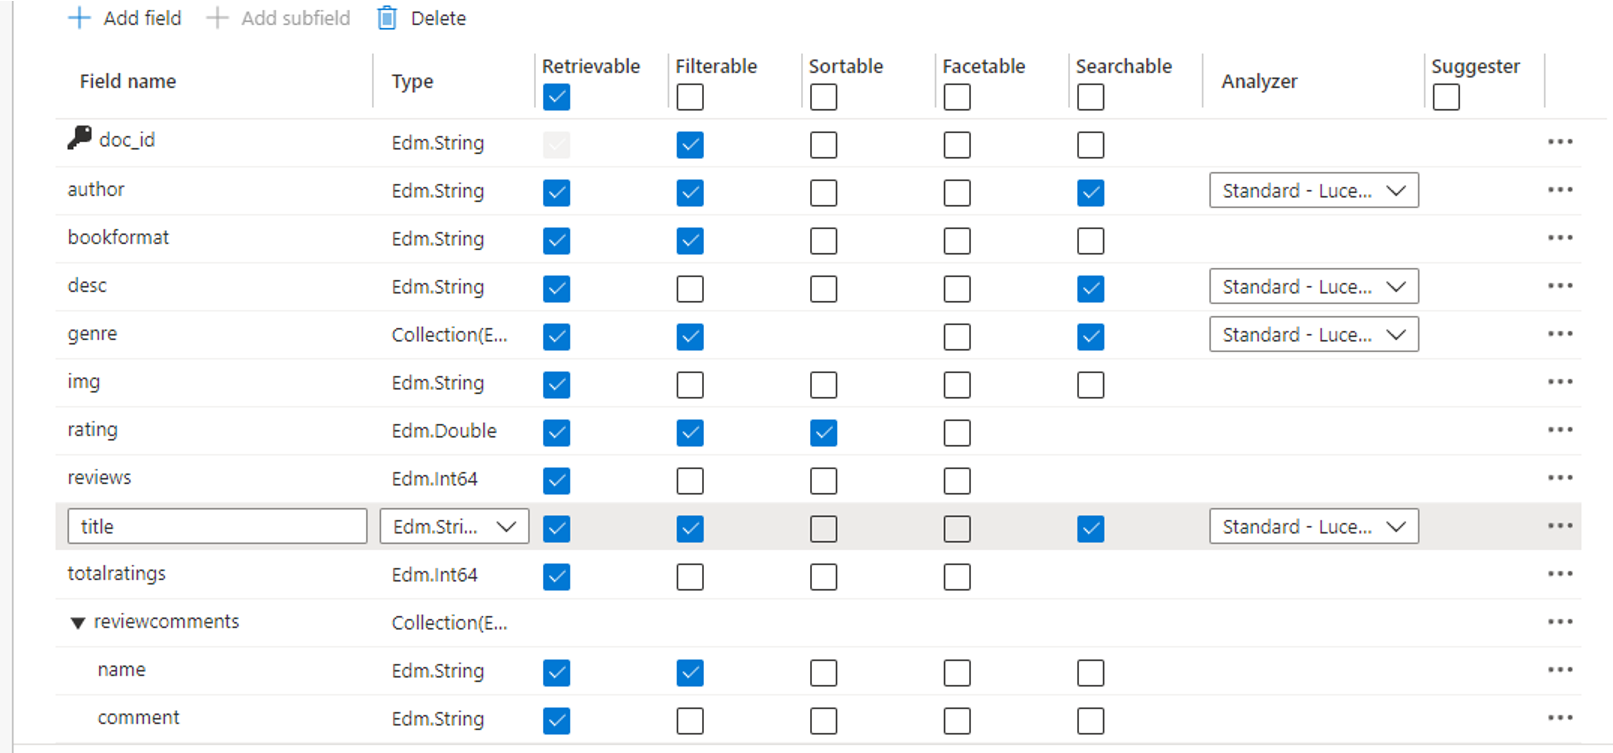 Add field Add subfield Delete
Field name Type Retrievable Filterable Sortable Facetable Searchable Analyzer Suggester
doc_id Edm.String
author Edm.String Standard - Luce...
bookformat Edm.String
desc Edm.String Standard - Luce...
genre Collection(E... Standard - Luce...
img Edm.String
rating Edm.Double
reviews Edm.Int64
title Edm.Stri... Standard - Luce...
totalratings Edm.Int64
reviewcomments Collection(E...
name Edm.String
comment Edm.String